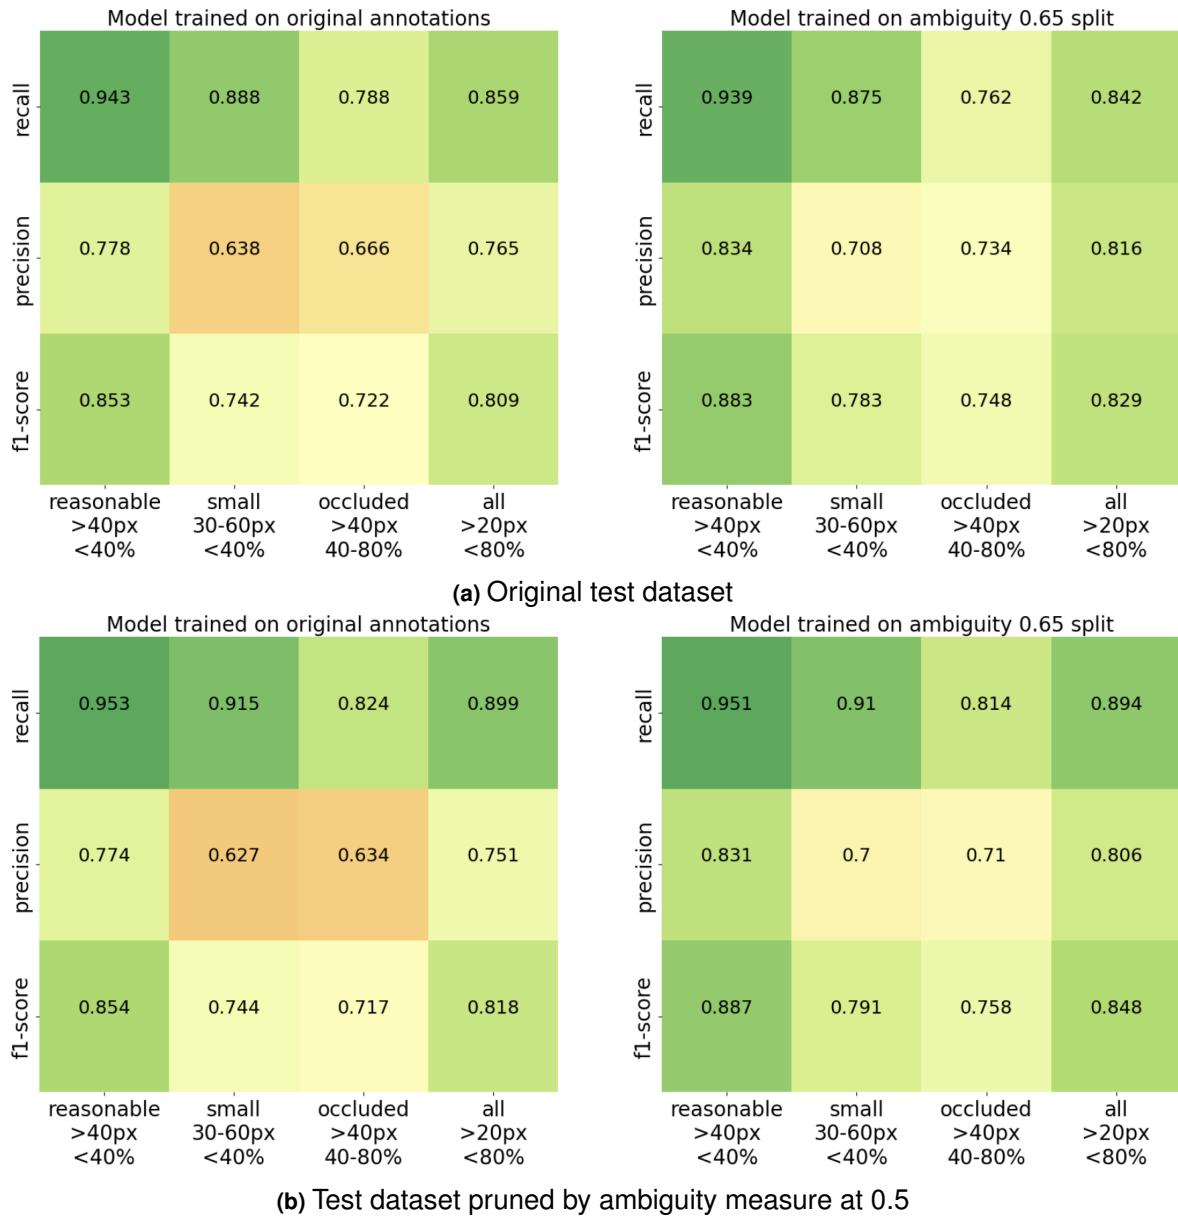 Model trained on original annotations
Model trained on ambiguity 0.65 split
recall
0.943 0.888 0.788 0.859
recall
0.939 0.875 0.762 0.842
precision
0.778 0.638 0.666 0.765
precision
0.834 0.708 0.734 0.816
f1-score
0.853 0.742 0.722 0.809
f1-score
0.883 0.783 0.748 0.829
reasonable small occluded all
>40px 30-60px >40px >20px
<40% <40% 40-80% <80%
reasonable small occluded all
>40px 30-60px >40px >20px
<40% <40% 40-80% <80%
(a) Original test dataset
Model trained on original annotations
Model trained on ambiguity 0.65 split
recall
0.953 0.915 0.824 0.899
recall
0.951 0.91 0.814 0.894
precision
0.774 0.627 0.634 0.751
precision
0.831 0.7 0.71 0.806
f1-score
0.854 0.744 0.717 0.818
f1-score
0.887 0.791 0.758 0.848
reasonable small occluded all
>40px 30-60px >40px >20px
<40% <40% 40-80% <80%
reasonable small occluded all
>40px 30-60px >40px >20px
<40% <40% 40-80% <80%
(b) Test dataset pruned by ambiguity measure at 0.5